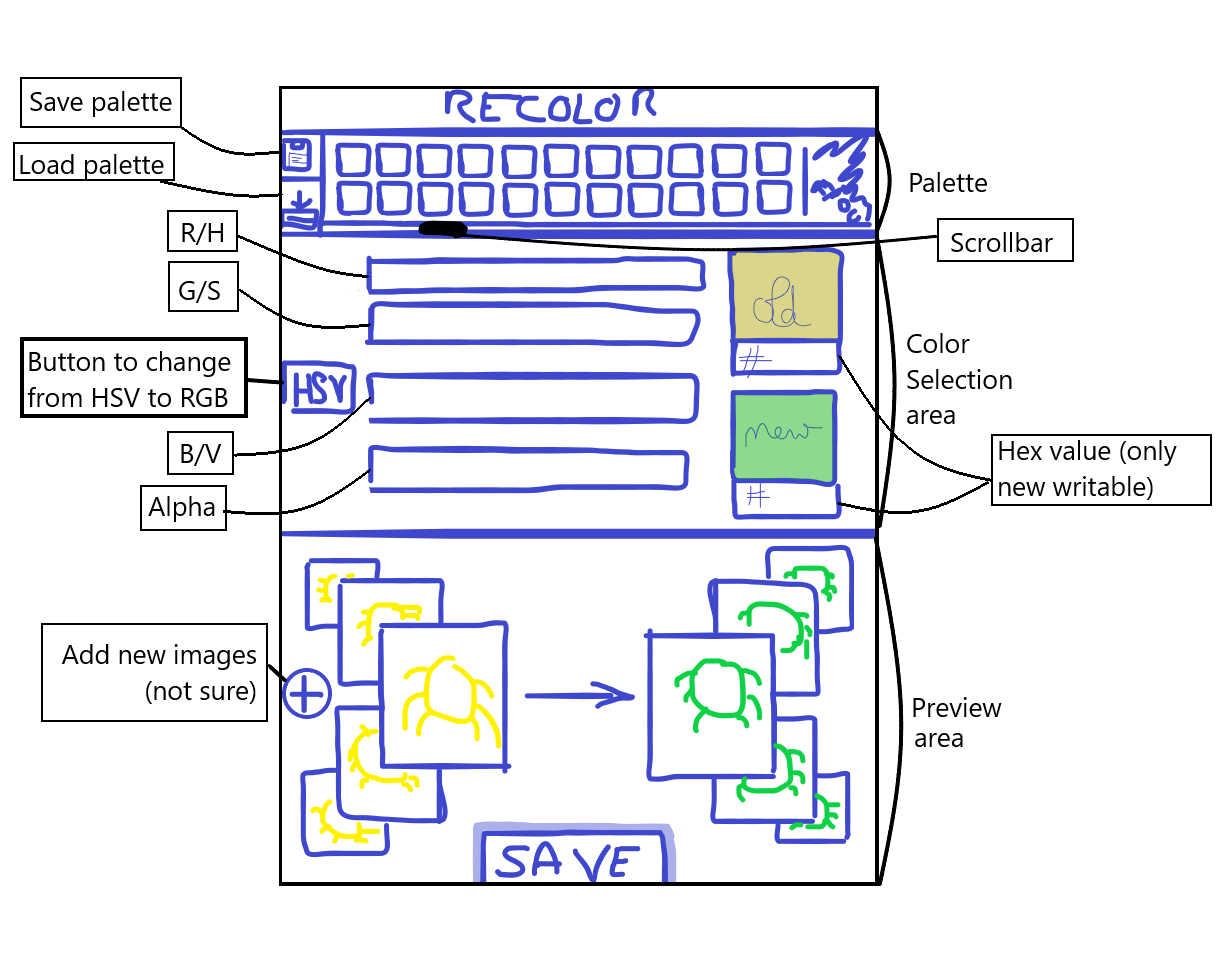 RECOLOR
Save palette
Load palette
Palette
R/H
Scrollbar
G/S
old
#
Button to change
from HSV to RGB
HSV
Color
Selection
area
new
B/V
Hex value (only
new writable)
Alpha
#
Add new images
(not sure)
Preview
area
SAVE